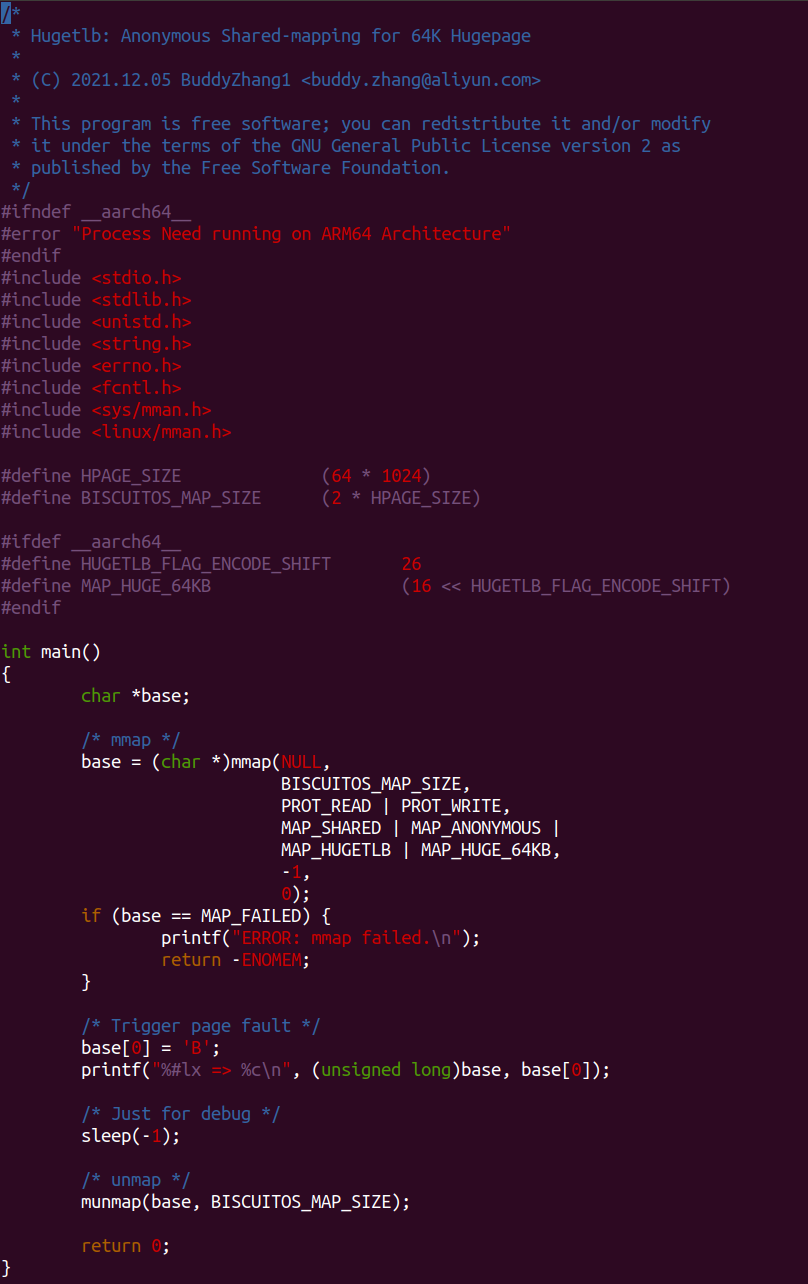 /*
 * Hugetlb: Anonymous Shared-mapping for 64K Hugepage
 *
 * (C) 2021.12.05 BuddyZhang1 <buddy.zhang@aliyun.com>
 *
 * This program is free software; you can redistribute it and/or modify
 * it under the terms of the GNU General Public License version 2 as
 * published by the Free Software Foundation.
 */
#ifndef __aarch64__
#error "Process Need running on ARM64 Architecture"
#endif
#include <stdio.h>
#include <stdlib.h>
#include <unistd.h>
#include <string.h>
#include <errno.h>
#include <fcntl.h>
#include <sys/mman.h>
#include <linux/mman.h>

#define HPAGE_SIZE              (64 * 1024)
#define BISCUITOS_MAP_SIZE      (2 * HPAGE_SIZE)

#ifdef __aarch64__
#define HUGETLB_FLAG_ENCODE_SHIFT       26
#define MAP_HUGE_64KB                   (16 << HUGETLB_FLAG_ENCODE_SHIFT)
#endif

int main()
{
        char *base;

        /* mmap */
        base = (char *)mmap(NULL,
                            BISCUITOS_MAP_SIZE,
                            PROT_READ | PROT_WRITE,
                            MAP_SHARED | MAP_ANONYMOUS |
                            MAP_HUGETLB | MAP_HUGE_64KB,
                            -1,
                            0);
        if (base == MAP_FAILED) {
                printf("ERROR: mmap failed.\n");
                return -ENOMEM;
        }

        /* Trigger page fault */
        base[0] = 'B';
        printf("%#lx => %c\n", (unsigned long)base, base[0]);

        /* Just for debug */
        sleep(-1);

        /* unmap */
        munmap(base, BISCUITOS_MAP_SIZE);

        return 0;
}